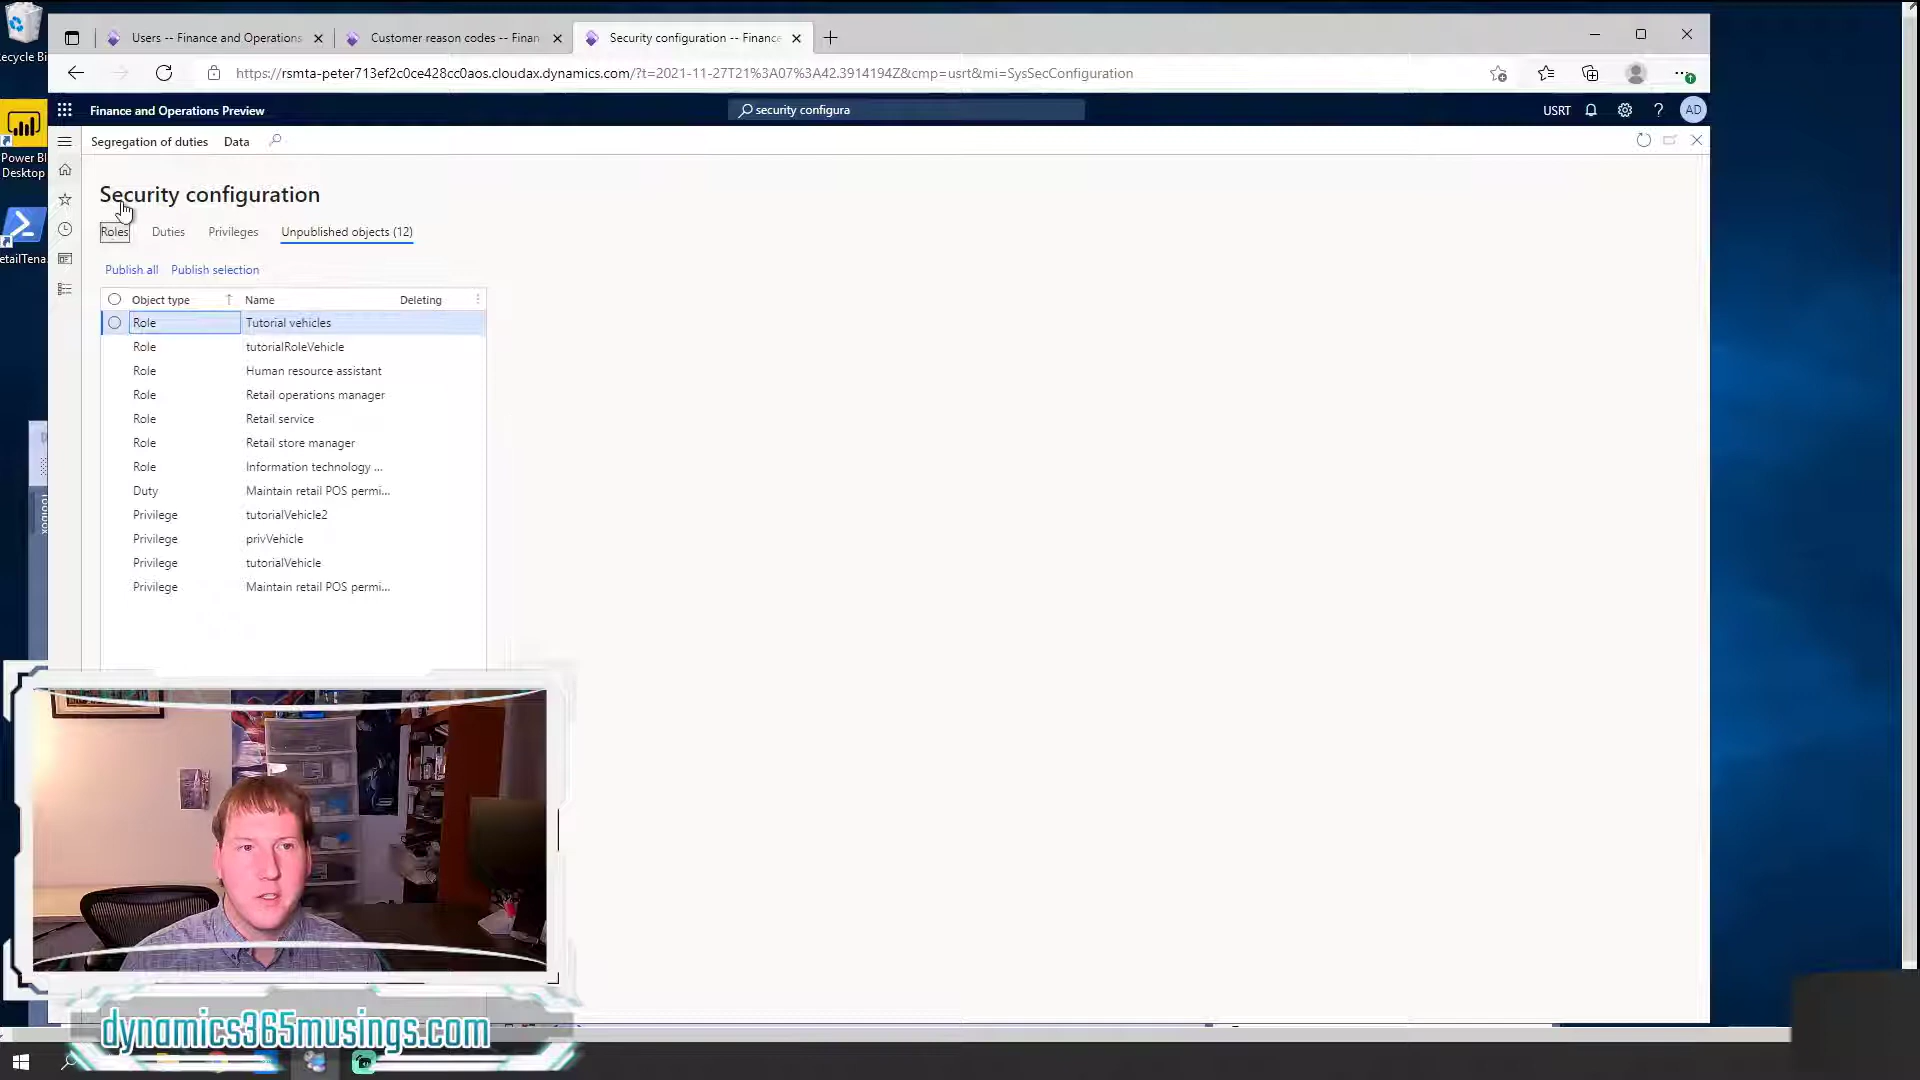 Users -- Finance and Operations
Customer reason codes -- Finan
Security configuration -- Finance
https://rsmta-peter713ef2c0ce428cc0aos.cloudax.dynamics.com/?t=2021-11-27T21%3A07%3A42.3914194Z&cmp=usrt&mi=SysSecConfiguration
Finance and Operations Preview
security configura
USRT
?
AD
Segregation of duties
Data
Security configuration
Roles
Duties
Privileges
Unpublished objects (12)
Publish all
Publish selection
Object type
Name
Deleting
Role
Tutorial vehicles
Role
tutorialRoleVehicle
Role
Human resource assistant
Role
Retail operations manager
Role
Retail service
Role
Retail store manager
Role
Information technology ...
Duty
Maintain retail POS permi...
Privilege
tutorialVehicle2
Privilege
privVehicle
Privilege
tutorialVehicle
Privilege
Maintain retail POS permi...
ecycle Bi
Power BI
Desktop
etailTena...
Toolbox
dynamics365musings.com